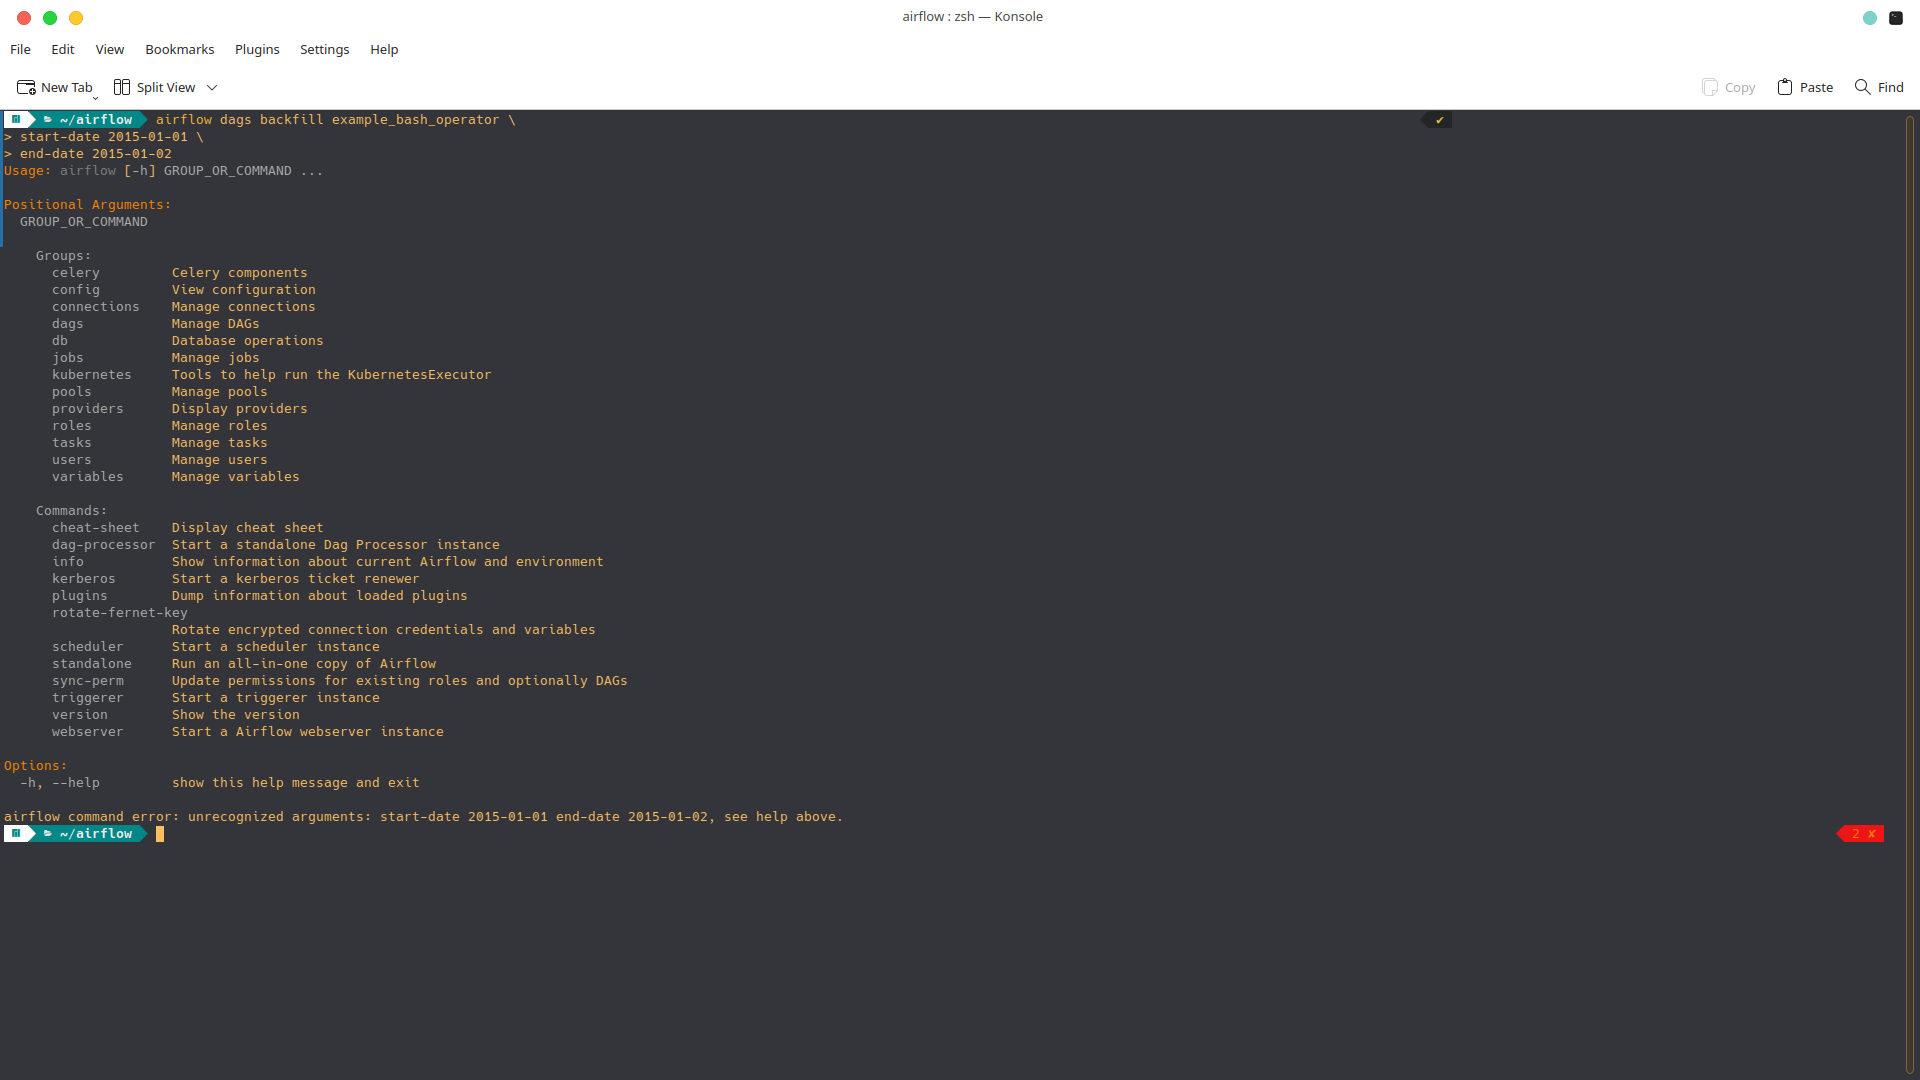 airflow : zsh — Konsole
File Edit View Bookmarks Plugins Settings Help
New Tab Split View Copy Paste Find
~/airflow airflow dags backfill example_bash_operator \ ✔
> start-date 2015-01-01 \
> end-date 2015-01-02
Usage: airflow [-h] GROUP_OR_COMMAND ...
Positional Arguments:
GROUP_OR_COMMAND
Groups:
celery Celery components
config View configuration
connections Manage connections
dags Manage DAGs
db Database operations
jobs Manage jobs
kubernetes Tools to help run the KubernetesExecutor
pools Manage pools
providers Display providers
roles Manage roles
tasks Manage tasks
users Manage users
variables Manage variables
Commands:
cheat-sheet Display cheat sheet
dag-processor Start a standalone Dag Processor instance
info Show information about current Airflow and environment
kerberos Start a kerberos ticket renewer
plugins Dump information about loaded plugins
rotate-fernet-key
Rotate encrypted connection credentials and variables
scheduler Start a scheduler instance
standalone Run an all-in-one copy of Airflow
sync-perm Update permissions for existing roles and optionally DAGs
triggerer Start a triggerer instance
version Show the version
webserver Start a Airflow webserver instance
Options:
-h, --help show this help message and exit
airflow command error: unrecognized arguments: start-date 2015-01-01 end-date 2015-01-02, see help above.
~/airflow 2 ✘